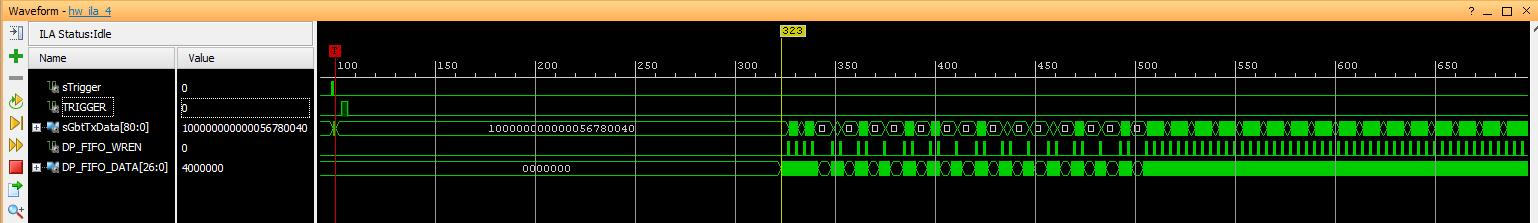 Waveform - hw_ila_4
ILA Status:Idle
Name Value
323
T
100 150 200 250 300 350 400 450 500 550 600 650
sTrigger 0
TRIGGER 0
sGbtTxData[80:0] 100000000000056780040 100000000000056780040
DP_FIFO_WREN 0
DP_FIFO_DATA[26:0] 4000000 0000000